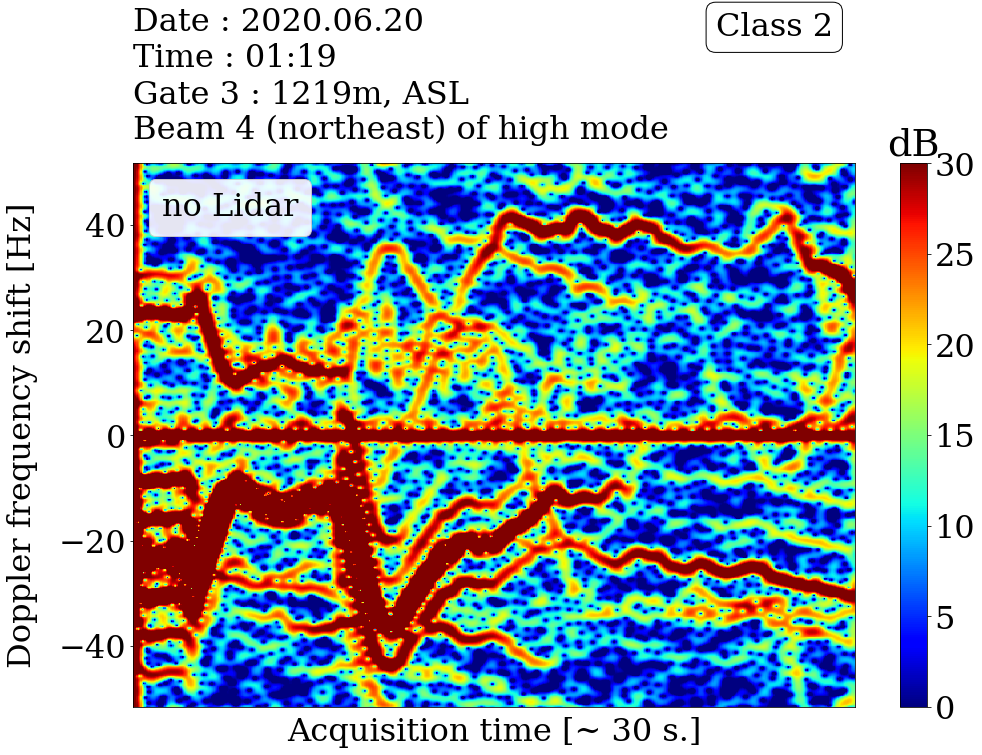 Date : 2020.06.20
Time : 01:19
Gate 3 : 1219m, ASL
Beam 4 (northeast) of high mode
Class 2
no Lidar
dB
30
25
20
15
10
5
0
Doppler frequency shift [Hz]
40
20
0
−20
−40
Acquisition time [~ 30 s.]